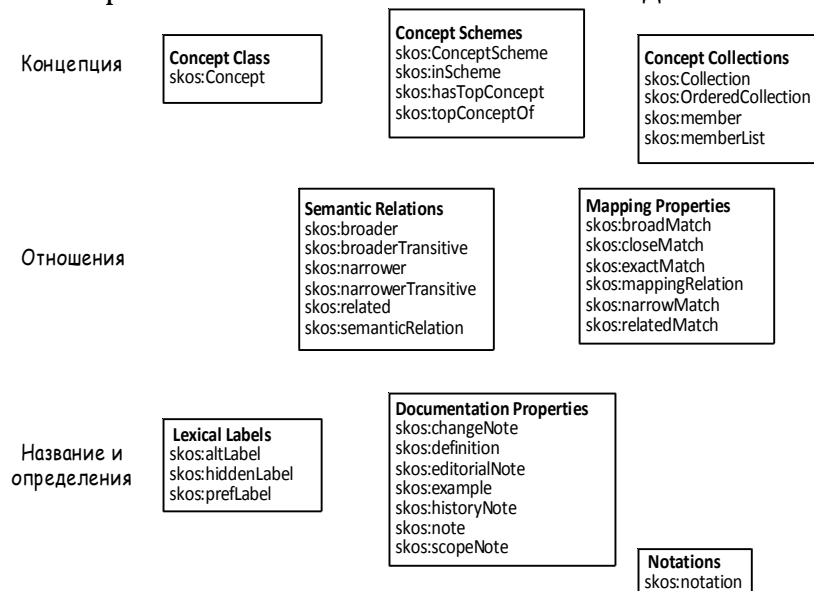 Концепция
Concept Class
skos:Concept
Concept Schemes
skos:ConceptScheme
skos:inScheme
skos:hasTopConcept
skos:topConceptOf
Concept Collections
skos:Collection
skos:OrderedCollection
skos:member
skos:memberList
Отношения
Semantic Relations
skos:broader
skos:broaderTransitive
skos:narrower
skos:narrowerTransitive
skos:related
skos:semanticRelation
Mapping Properties
skos:broadMatch
skos:closeMatch
skos:exactMatch
skos:mappingRelation
skos:narrowMatch
skos:relatedMatch
Название и
определения
Lexical Labels
skos:altLabel
skos:hiddenLabel
skos:prefLabel
Documentation Properties
skos:changeNote
skos:definition
skos:editorialNote
skos:example
skos:historyNote
skos:note
skos:scopeNote
Notations
skos:notation